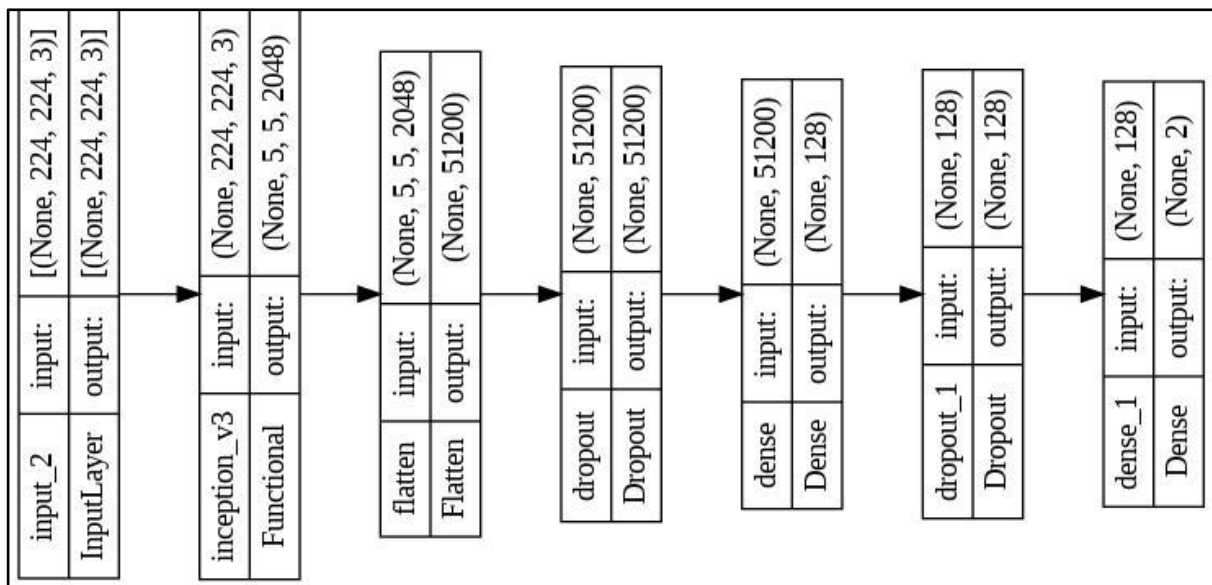 input_2 input: [(None, 224, 224, 3)]
InputLayer output: [(None, 224, 224, 3)]
inception_v3 input: (None, 224, 224, 3)
Functional output: (None, 5, 5, 2048)
flatten input: (None, 5, 5, 2048)
Flatten output: (None, 51200)
dropout input: (None, 51200)
Dropout output: (None, 51200)
dense input: (None, 51200)
Dense output: (None, 128)
dropout_1 input: (None, 128)
Dropout output: (None, 128)
dense_1 input: (None, 128)
Dense output: (None, 2)